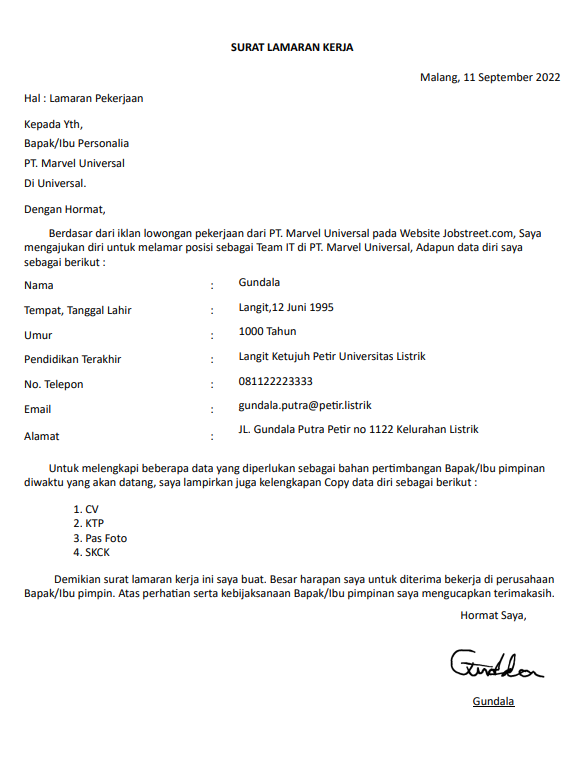 SURAT LAMARAN KERJA
Malang, 11 September 2022
Hal : Lamaran Pekerjaan
Kepada Yth,
Bapak/Ibu Personalia
PT. Marvel Universal
Di Universal.
Dengan Hormat,
Berdasar dari iklan lowongan pekerjaan dari PT. Marvel Universal pada Website Jobstreet.com, Saya
mengajukan diri untuk melamar posisi sebagai Team IT di PT. Marvel Universal, Adapun data diri saya
sebagai berikut :
Nama : Gundala
Tempat, Tanggal Lahir : Langit,12 Juni 1995
Umur : 1000 Tahun
Pendidikan Terakhir : Langit Ketujuh Petir Universitas Listrik
No. Telepon : 081122223333
Email : gundala.putra@petir.listrik
Alamat : JL. Gundala Putra Petir no 1122 Kelurahan Listrik
Untuk melengkapi beberapa data yang diperlukan sebagai bahan pertimbangan Bapak/Ibu pimpinan
diwaktu yang akan datang, saya lampirkan juga kelengkapan Copy data diri sebagai berikut :
1. CV
2. KTP
3. Pas Foto
4. SKCK
Demikian surat lamaran kerja ini saya buat. Besar harapan saya untuk diterima bekerja di perusahaan
Bapak/Ibu pimpin. Atas perhatian serta kebijaksanaan Bapak/Ibu pimpinan saya mengucapkan terimakasih.
Hormat Saya,
Gundala